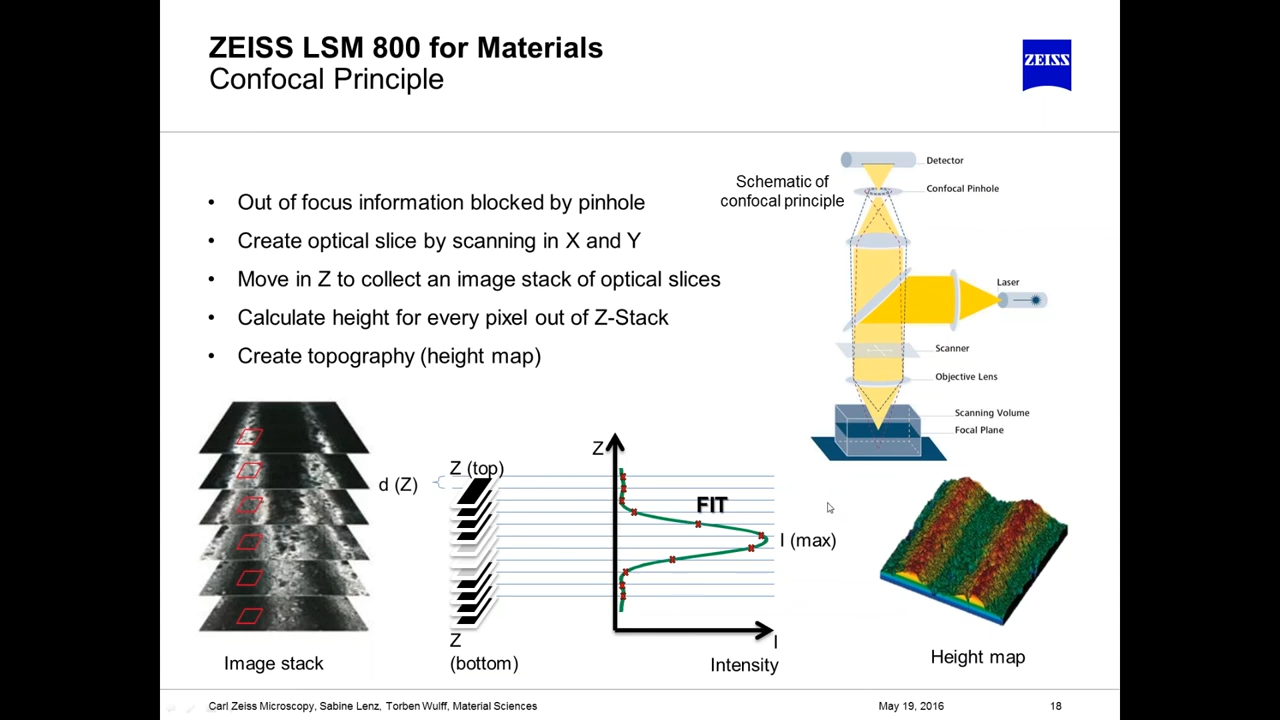 ZEISS LSM 800 for Materials
Confocal Principle
ZEISS
• Out of focus information blocked by pinhole
• Create optical slice by scanning in X and Y
• Move in Z to collect an image stack of optical slices
• Calculate height for every pixel out of Z-Stack
• Create topography (height map)
Schematic of
confocal principle
Detector
Confocal Pinhole
Laser
Scanner
Objective Lens
Scanning Volume
Focal Plane
Image stack
d (Z)
Z (top)
Z
(bottom)
Z
FIT
I (max)
I
Intensity
Height map
Carl Zeiss Microscopy, Sabine Lenz, Torben Wulff, Material Sciences
May 19, 2016
18